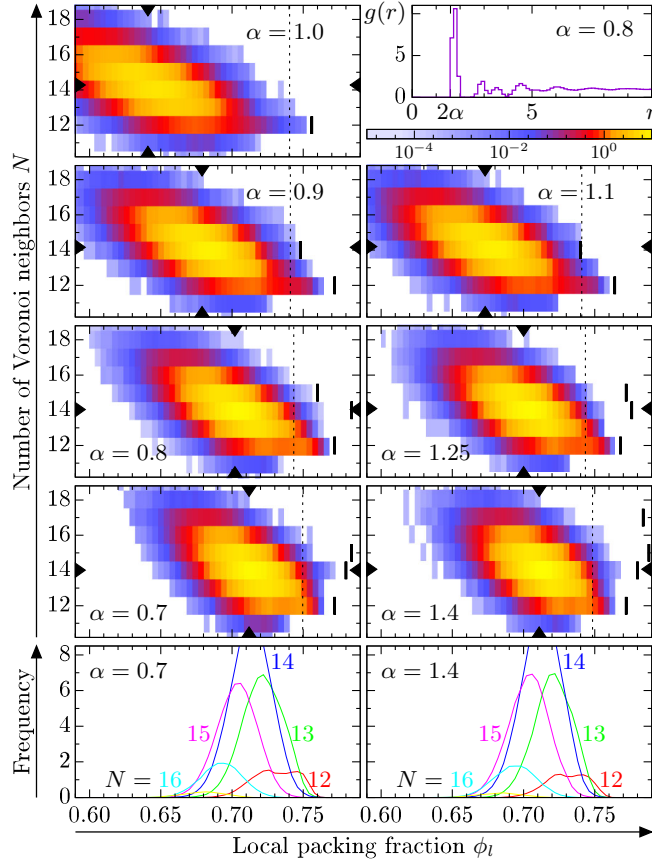 Number of Voronoi neighbors N
18
16
14
12
α = 1.0
g(r)
10
5
0
α = 0.8
0 2α 5 r
10⁻⁴ 10⁻² 10⁰
18
16
14
12
α = 0.9
α = 1.1
18
16
14
12
α = 0.8
α = 1.25
18
16
14
12
α = 0.7
α = 1.4
Frequency
8
6
4
2
0
α = 0.7
14
15
13
N = 16
12
α = 1.4
14
15
13
N = 16
12
0.60 0.65 0.70 0.75
0.60 0.65 0.70 0.75
Local packing fraction ϕₗ